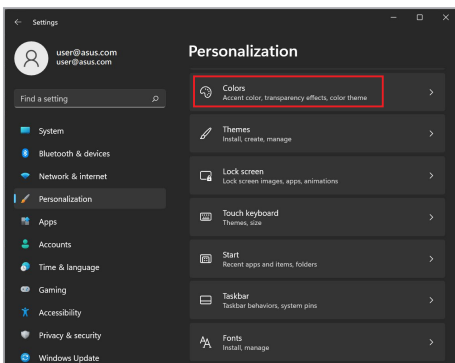 Settings
user@asus.com
user@asus.com
Find a setting
System
Bluetooth & devices
Network & internet
Personalization
Apps
Accounts
Time & language
Gaming
Accessibility
Privacy & security
Windows Update
Personalization
Colors
Accent color, transparency effects, color theme
Themes
Install, create, manage
Lock screen
Lock screen images, apps, animations
Touch keyboard
Themes, size
Start
Recent apps and items, folders
Taskbar
Taskbar behaviors, system pins
Fonts
Install, manage